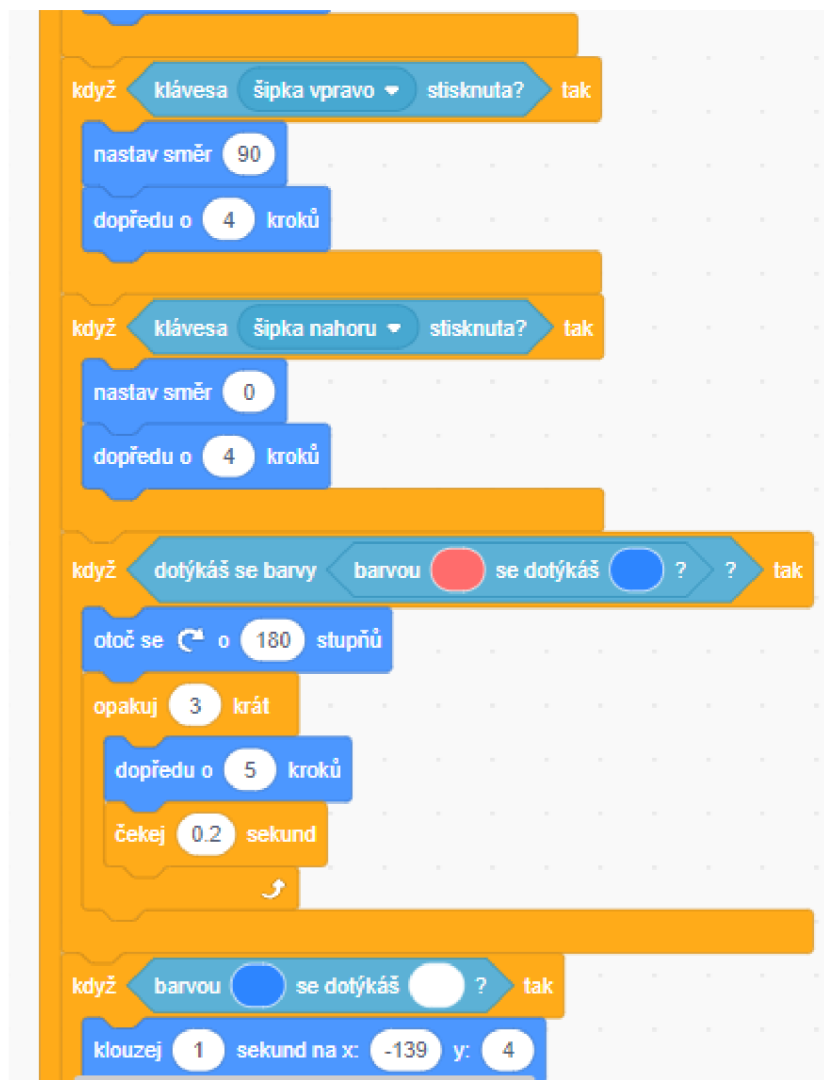 když klávesa šipka vpravo stisknuta? tak
nastav směr 90
dopředu o 4 kroků
když klávesa šipka nahoru stisknuta? tak
nastav směr 0
dopředu o 4 kroků
když dotýkáš se barvy barvou se dotýkáš ? ? tak
otoč se o 180 stupňů
opakuj 3 krát
dopředu o 5 kroků
čekej 0.2 sekund
když barvou se dotýkáš ? tak
klouzej 1 sekund na x: -139 y: 4